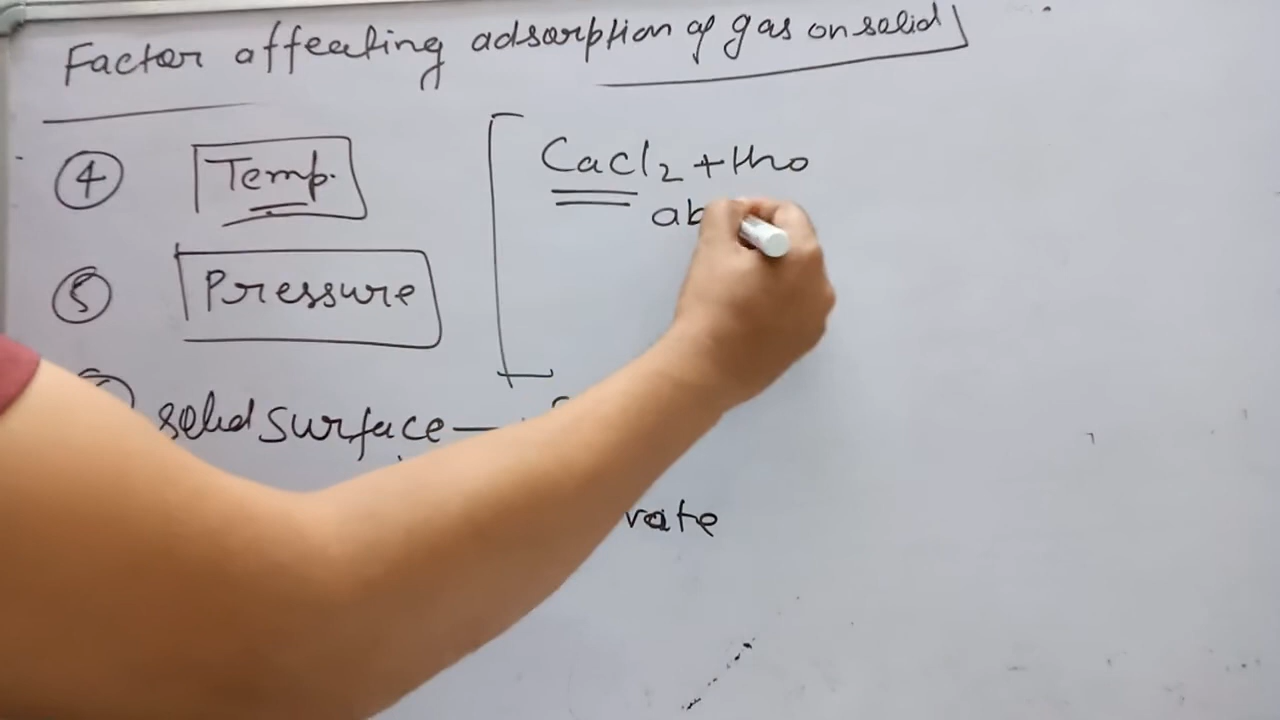 Factor affecting adsorption of gas on solid
④ Temp. CaCl2 + H2O
ab
⑤ Pressure
solid surface —
rate